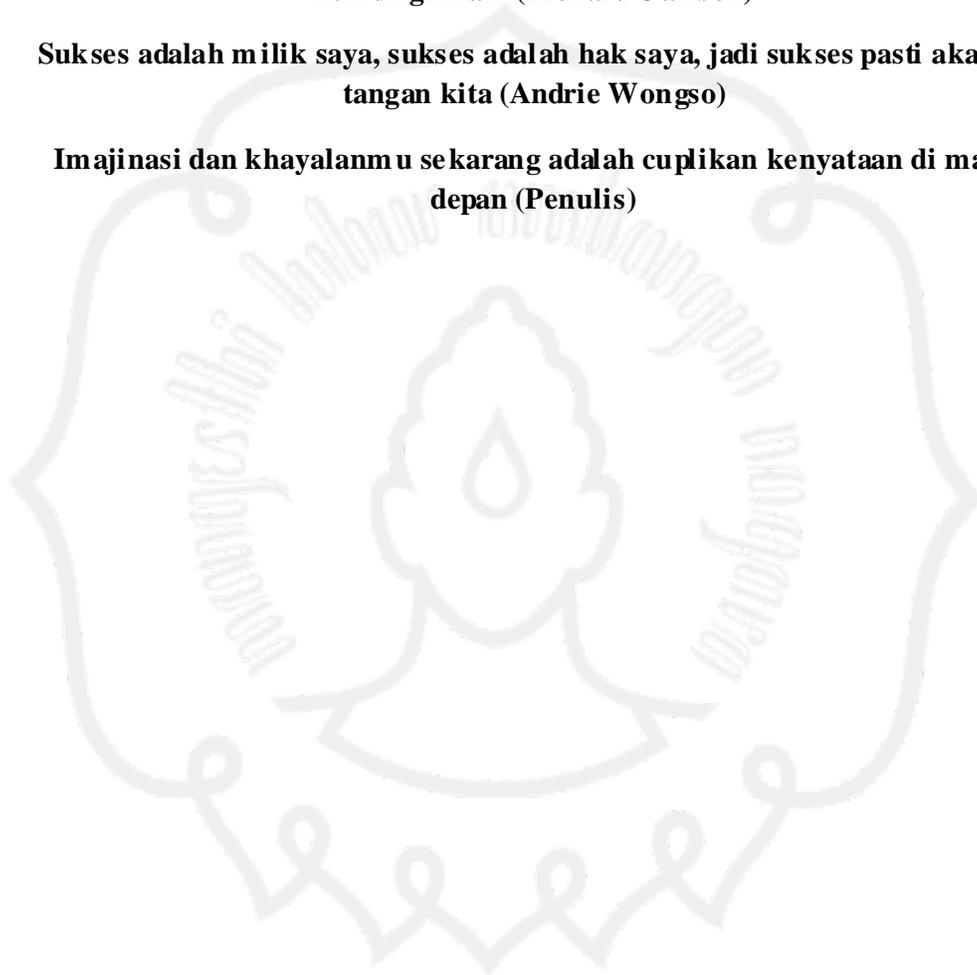 Sukses adalah milik saya, sukses adalah hak saya, jadi sukses pasti aka
tangan kita (Andrie Wongso)
Imajinasi dan khayalanmu sekarang adalah cuplikan kenyataan di ma
depan (Penulis)